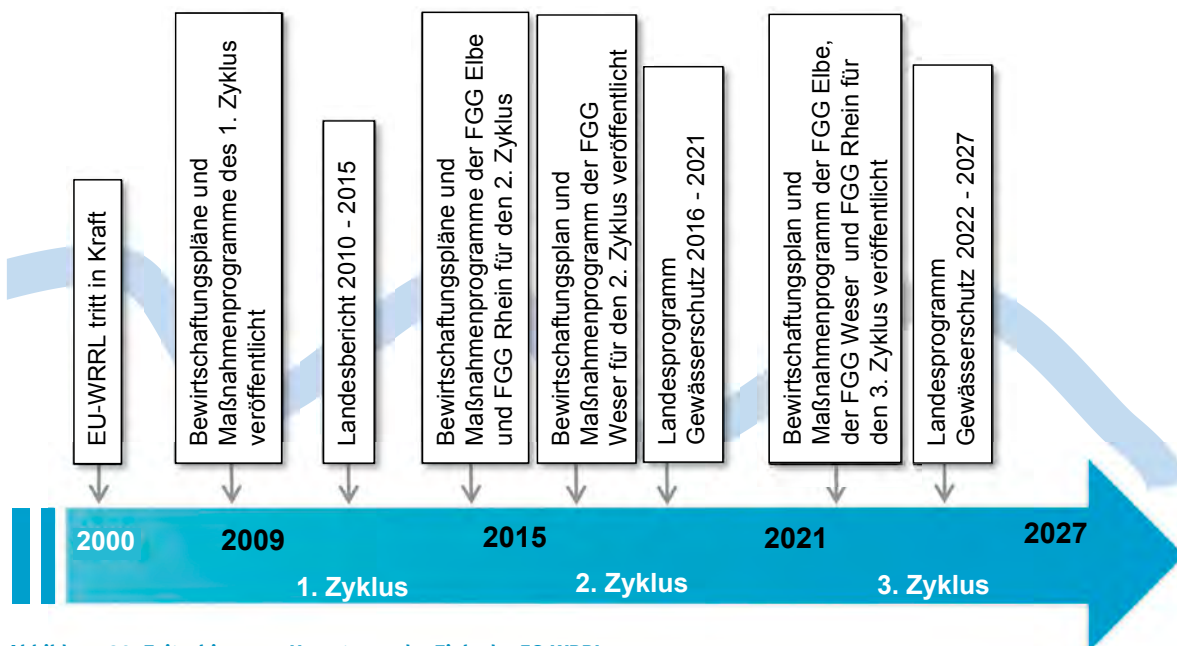 EU-WRRL tritt in Kraft
Bewirtschaftungspläne und
Maßnahmenprogramme des 1. Zyklus
veröffentlicht
Landesbericht 2010 - 2015
Bewirtschaftungspläne und
Maßnahmenprogramme der FGG Elbe
und FGG Rhein für den 2. Zyklus
Bewirtschaftungsplan und
Maßnahmenprogramm der FGG
Weser für den 2. Zyklus veröffentlicht
Landesprogramm
Gewässerschutz 2016 - 2021
Bewirtschaftungsplan und
Maßnahmenprogramm der FGG Elbe,
der FGG Weser und FGG Rhein für
den 3. Zyklus veröffentlicht
Landesprogramm
Gewässerschutz 2022 - 2027
2000
2009
2015
2021
2027
1. Zyklus
2. Zyklus
3. Zyklus